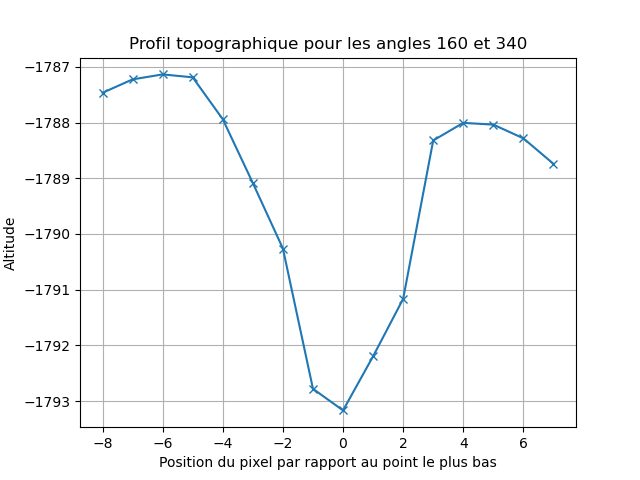 Profil topographique pour les angles 160 et 340
−1787
−1788
−1789
−1790
−1791
−1792
−1793
Altitude
−8 −6 −4 −2 0 2 4 6
Position du pixel par rapport au point le plus bas